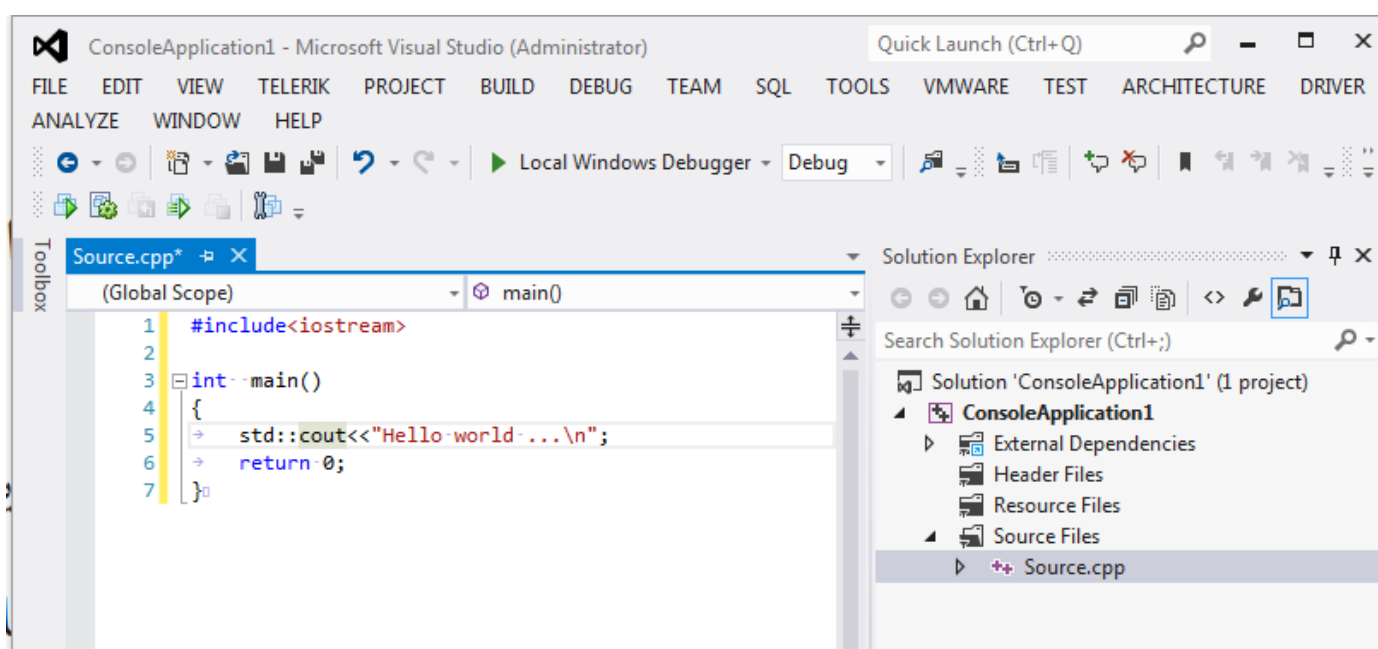 ConsoleApplication1 - Microsoft Visual Studio (Administrator)
Quick Launch (Ctrl+Q)
FILE EDIT VIEW TELERIK PROJECT BUILD DEBUG TEAM SQL TOOLS VMWARE TEST ARCHITECTURE DRIVER
ANALYZE WINDOW HELP
Local Windows Debugger Debug
Toolbox
Source.cpp*
(Global Scope) main()
1 #include<iostream>
2
3 int main()
4 {
5 std::cout<<"Hello world ...\n";
6 return 0;
7 }
Solution Explorer
Search Solution Explorer (Ctrl+;)
Solution 'ConsoleApplication1' (1 project)
ConsoleApplication1
External Dependencies
Header Files
Resource Files
Source Files
Source.cpp